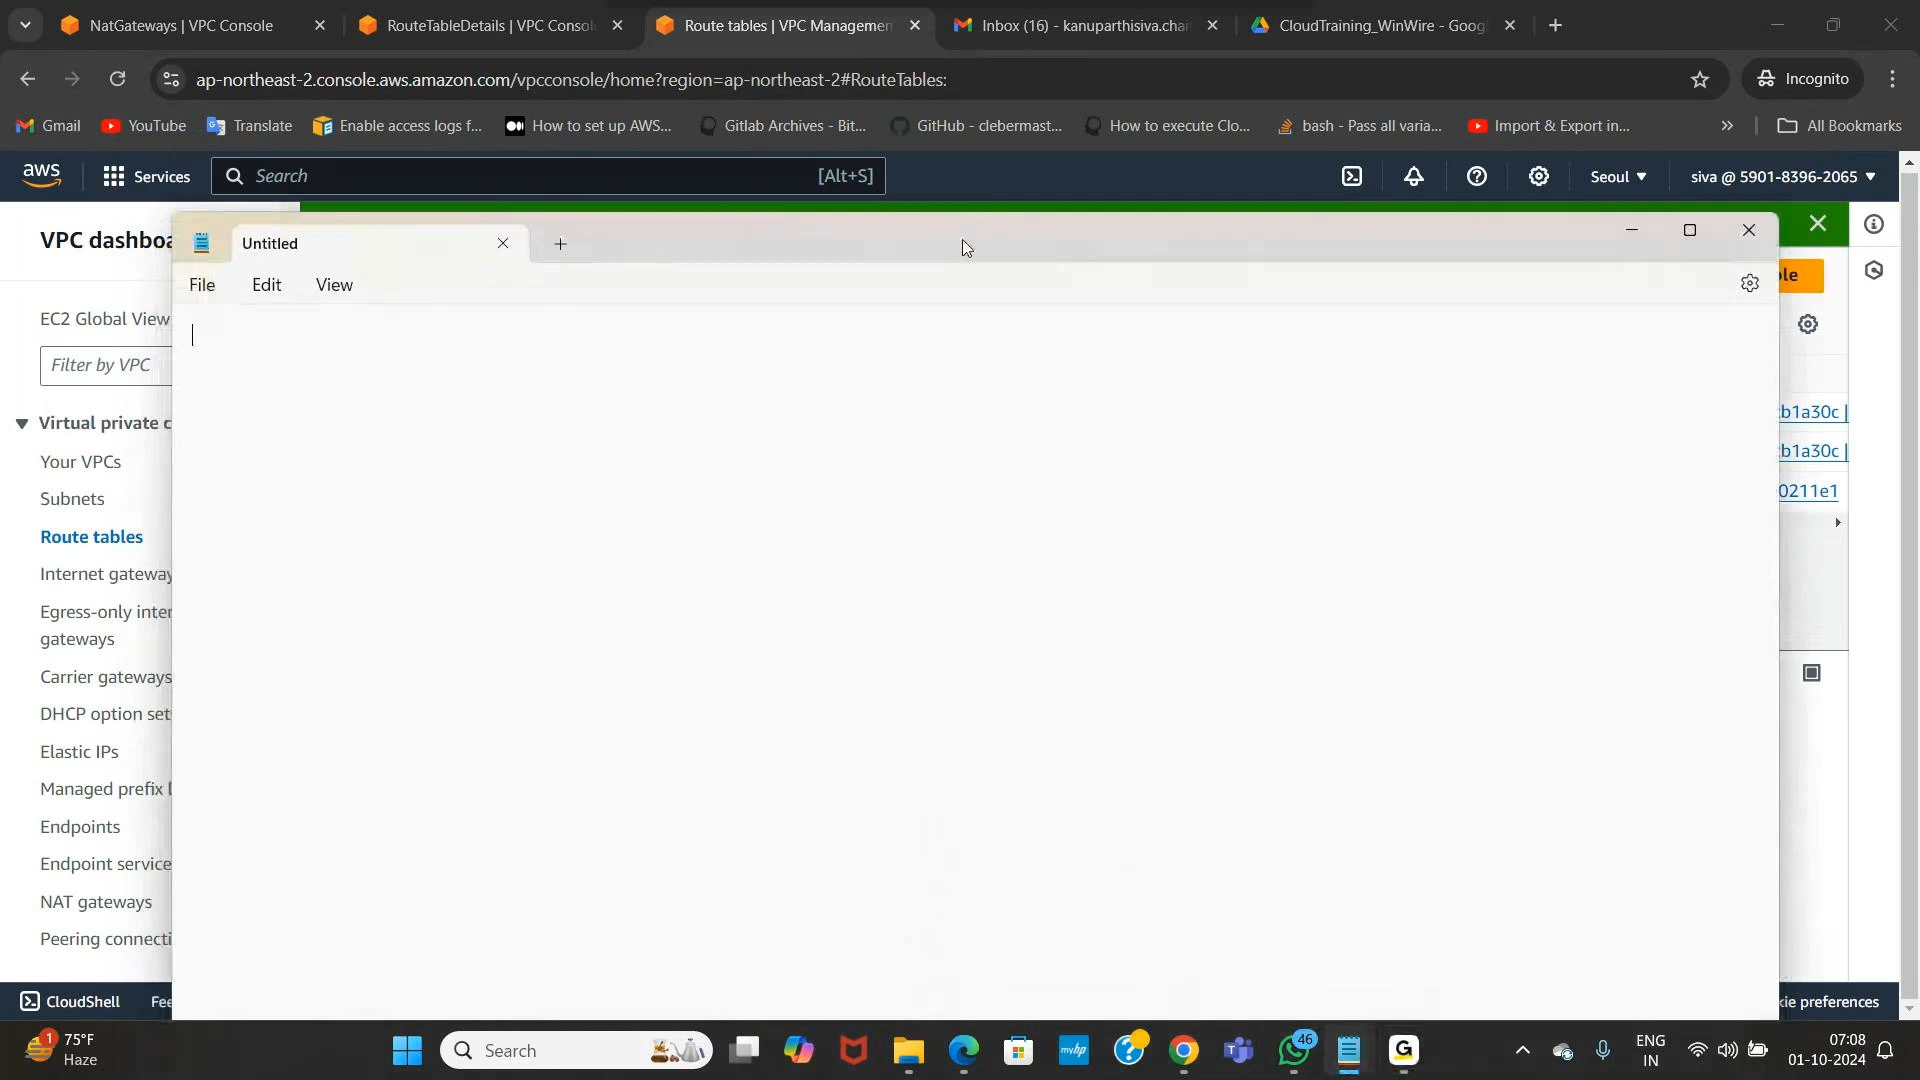 NatGateways | VPC Console
RouteTableDetails | VPC Conso
Route tables | VPC Managemen
Inbox (16) - kanuparthisiva.chai
CloudTraining_WinWire - Goog
ap-northeast-2.console.aws.amazon.com/vpcconsole/home?region=ap-northeast-2#RouteTables:
Incognito
Gmail
YouTube
Translate
Enable access logs f...
How to set up AWS...
Gitlab Archives - Bit...
GitHub - clebermast...
How to execute Clo...
bash - Pass all varia...
Import & Export in...
»
All Bookmarks
aws
Services
Search
[Alt+S]
Seoul
siva @ 5901-8396-2065
VPC dashboa
Untitled
File
Edit
View
le
EC2 Global View
Filter by VPC
Virtual private c
b1a30c |
Your VPCs
b1a30c |
Subnets
0211e1
Route tables
Internet gateway
Egress-only inter
gateways
Carrier gateways
DHCP option set
Elastic IPs
Managed prefix l
Endpoints
Endpoint service
NAT gateways
Peering connecti
CloudShell
Fee
kie preferences
1
75°F
Haze
Search
myhp
46
G
ENG
IN
07:08
01-10-2024